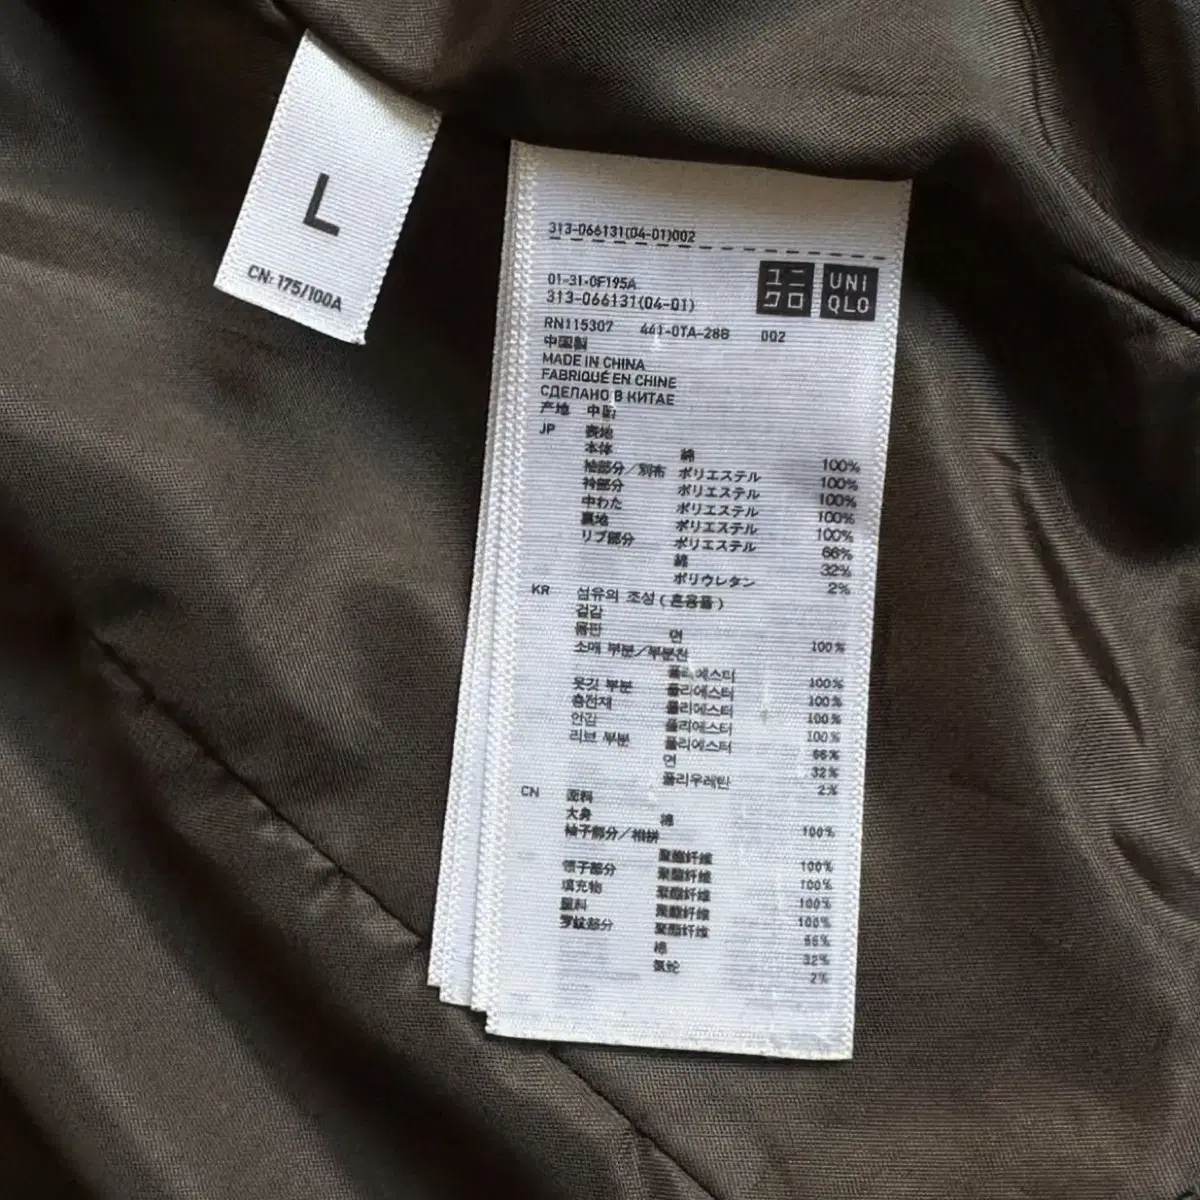 L
CN: 175/100A
313-066131(04-01)002
ユニ
クロ
UNI
QLO
01-31-0F195A
313-066131(04-01)
RN115307 441-0TA-28B 002
中国製
MADE IN CHINA
FABRIQUÉ EN CHINE
СДЕЛАНО В КИТАЕ
产地 中国
JP 表地
本体 綿 100%
袖部分/別布 ポリエステル 100%
衿部分 ポリエステル 100%
中わた ポリエステル 100%
裏地 ポリエステル 100%
リブ部分 ポリエステル 66%
綿 32%
ポリウレタン 2%
KR 섬유의 조성(혼용률)
겉감
몸판 면 100%
소매 부분/부분천
폴리에스터 100%
옷깃 부분 폴리에스터 100%
충전재 폴리에스터 100%
안감 폴리에스터 100%
리브 부분 폴리에스터 66%
면 32%
폴리우레탄 2%
CN 面料
大身 棉 100%
袖子部分/相拼
聚酯纤维 100%
领子部分 聚酯纤维 100%
填充物 聚酯纤维 100%
里料 聚酯纤维 100%
罗纹部分 聚酯纤维 66%
棉 32%
氨纶 2%